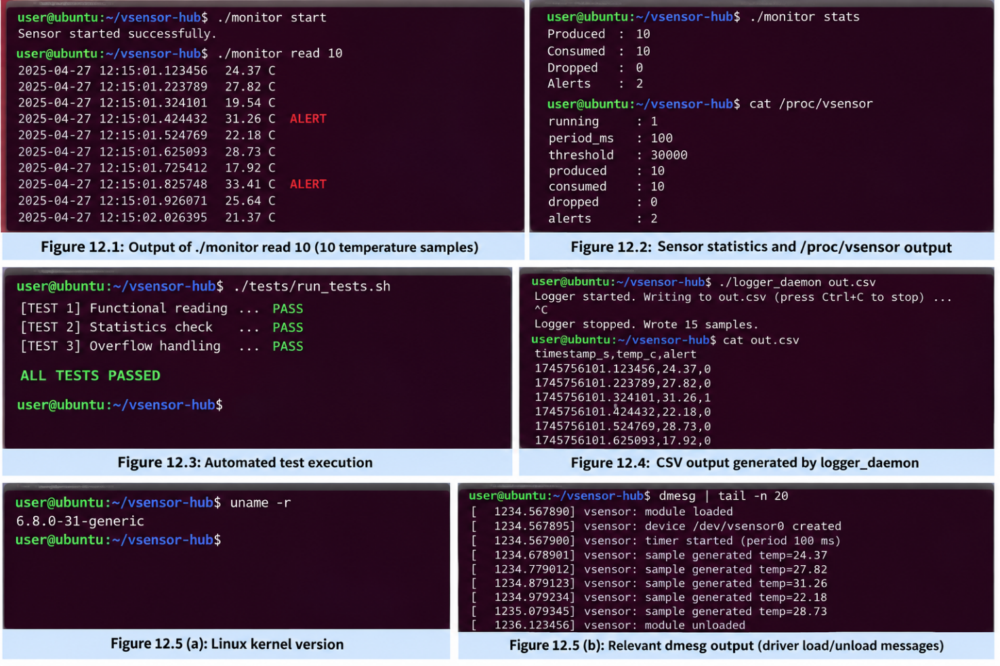 user@ubuntu:~/vsensor-hub$ ./monitor start
Sensor started successfully.
user@ubuntu:~/vsensor-hub$ ./monitor read 10
2025-04-27 12:15:01.123456 24.37 C
2025-04-27 12:15:01.223789 27.82 C
2025-04-27 12:15:01.324101 19.54 C
2025-04-27 12:15:01.424432 31.26 C ALERT
2025-04-27 12:15:01.524769 22.18 C
2025-04-27 12:15:01.625093 28.73 C
2025-04-27 12:15:01.725412 17.92 C
2025-04-27 12:15:01.825748 33.41 C ALERT
2025-04-27 12:15:01.926071 25.64 C
2025-04-27 12:15:02.026395 21.37 C
Figure 12.1: Output of ./monitor read 10 (10 temperature samples)
user@ubuntu:~/vsensor-hub$ ./monitor stats
Produced : 10
Consumed : 10
Dropped : 0
Alerts : 2
user@ubuntu:~/vsensor-hub$ cat /proc/vsensor
running : 1
period_ms : 100
threshold : 30000
produced : 10
consumed : 10
dropped : 0
alerts : 2
Figure 12.2: Sensor statistics and /proc/vsensor output
user@ubuntu:~/vsensor-hub$ ./tests/run_tests.sh
[TEST 1] Functional reading ... PASS
[TEST 2] Statistics check ... PASS
[TEST 3] Overflow handling ... PASS
ALL TESTS PASSED
user@ubuntu:~/vsensor-hub$
Figure 12.3: Automated test execution
user@ubuntu:~/vsensor-hub$ ./logger_daemon out.csv
Logger started. Writing to out.csv (press Ctrl+C to stop) ...
^C
Logger stopped. Wrote 15 samples.
user@ubuntu:~/vsensor-hub$ cat out.csv
timestamp_s,temp_c,alert
1745756101.123456,24.37,0
1745756101.223789,27.82,0
1745756101.324101,31.26,1
1745756101.424432,22.18,0
1745756101.524769,28.73,0
1745756101.625093,17.92,0
Figure 12.4: CSV output generated by logger_daemon
user@ubuntu:~/vsensor-hub$ uname -r
6.8.0-31-generic
user@ubuntu:~/vsensor-hub$
Figure 12.5 (a): Linux kernel version
user@ubuntu:~/vsensor-hub$ dmesg | tail -n 20
[ 1234.567890] vsensor: module loaded
[ 1234.567895] vsensor: device /dev/vsensor0 created
[ 1234.567900] vsensor: timer started (period 100 ms)
[ 1234.678901] vsensor: sample generated temp=24.37
[ 1234.779012] vsensor: sample generated temp=27.82
[ 1234.879123] vsensor: sample generated temp=31.26
[ 1234.979234] vsensor: sample generated temp=22.18
[ 1235.079345] vsensor: sample generated temp=28.73
[ 1236.123456] vsensor: module unloaded
Figure 12.5 (b): Relevant dmesg output (driver load/unload messages)